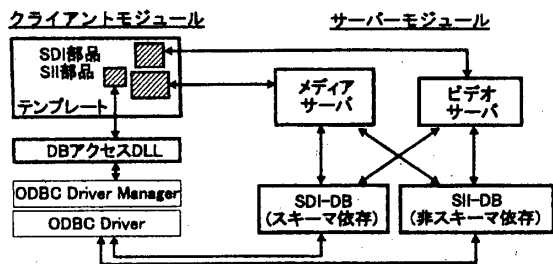 クライアントモジュール
サーバーモジュール
SDI部品
SII部品
テンプレート
メディア
サーバ
ビデオ
サーバ
DBアクセスDLL
ODBC Driver Manager
ODBC Driver
SDI-DB
(スキーマ依存)
SII-DB
(非スキーマ依存)